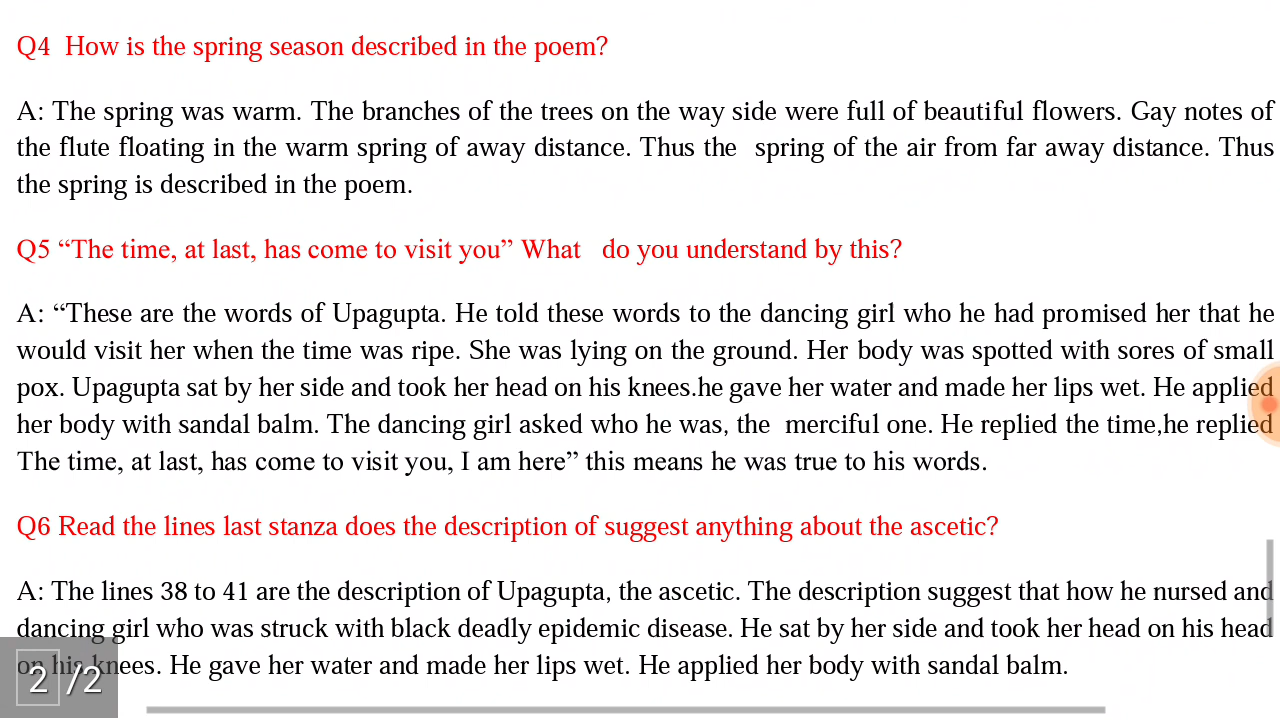 Q4  How is the spring season described in the poem?
A: The spring was warm. The branches of the trees on the way side were full of beautiful flowers. Gay notes of
the flute floating in the warm spring of away distance. Thus the  spring of the air from far away distance. Thus
the spring is described in the poem.
Q5 “The time, at last, has come to visit you” What   do you understand by this?
A: “These are the words of Upagupta. He told these words to the dancing girl who he had promised her that he
would visit her when the time was ripe. She was lying on the ground. Her body was spotted with sores of small
pox. Upagupta sat by her side and took her head on his knees.he gave her water and made her lips wet. He applied
her body with sandal balm. The dancing girl asked who he was, the  merciful one. He replied the time,he replied
The time, at last, has come to visit you, I am here” this means he was true to his words.
Q6 Read the lines last stanza does the description of suggest anything about the ascetic?
A: The lines 38 to 41 are the description of Upagupta, the ascetic. The description suggest that how he nursed and
dancing girl who was struck with black deadly epidemic disease. He sat by her side and took her head on his head
on his knees. He gave her water and made her lips wet. He applied her body with sandal balm.
2 /2